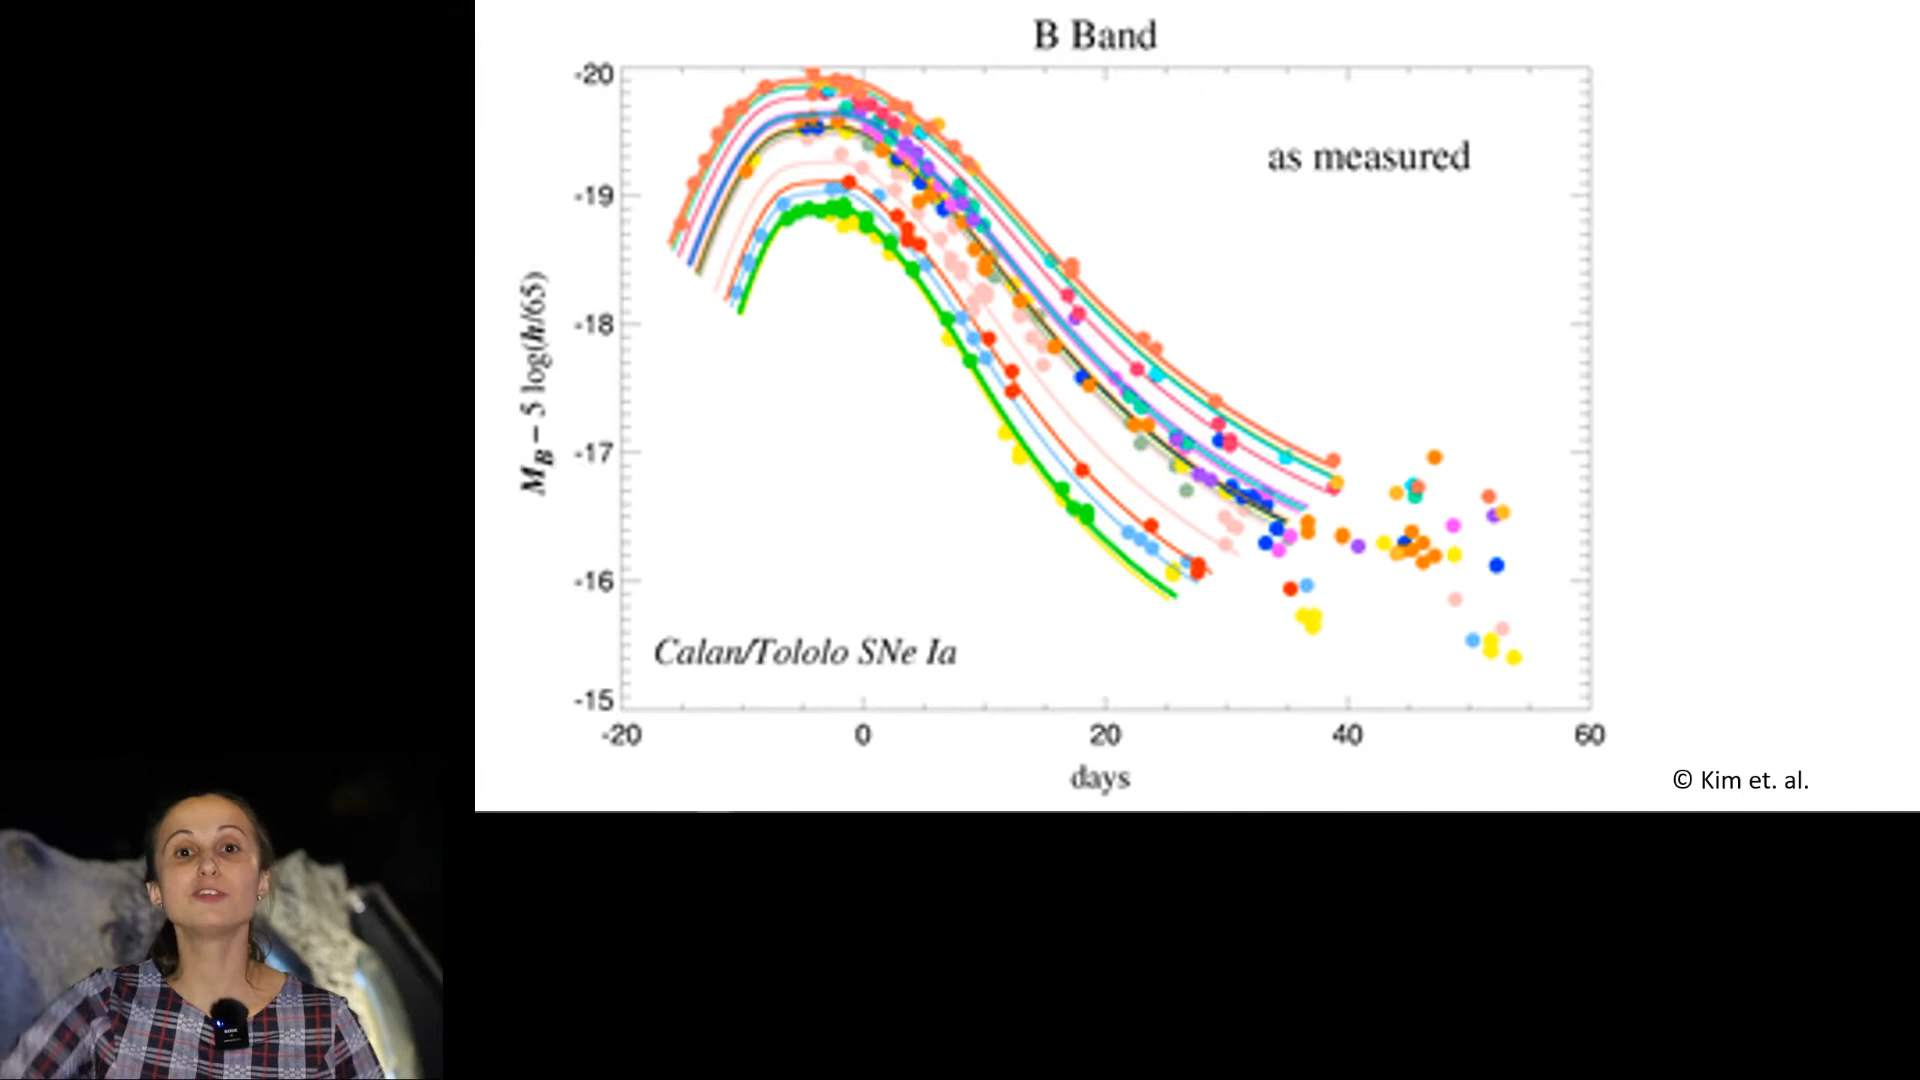 B Band
as measured
-20
-19
-18
-17
-16
-15
M_B − 5 log(h/65)
Calan/Tololo SNe Ia
-20 0 20 40 60
days
© Kim et. al.
RODE